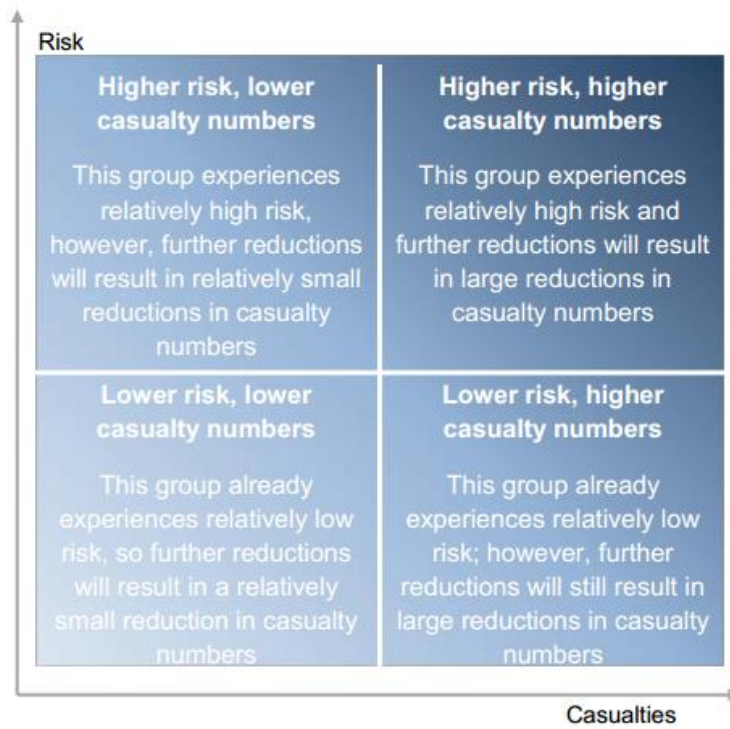 Risk
Higher risk, lower
casualty numbers
This group experiences
relatively high risk,
however, further reductions
will result in relatively small
reductions in casualty
numbers
Higher risk, higher
casualty numbers
This group experiences
relatively high risk and
further reductions will result
in large reductions in
casualty numbers
Lower risk, lower
casualty numbers
This group already
experiences relatively low
risk, so further reductions
will result in a relatively
small reduction in casualty
numbers
Lower risk, higher
casualty numbers
This group already
experiences relatively low
risk; however, further
reductions will still result in
large reductions in casualty
numbers
Casualties